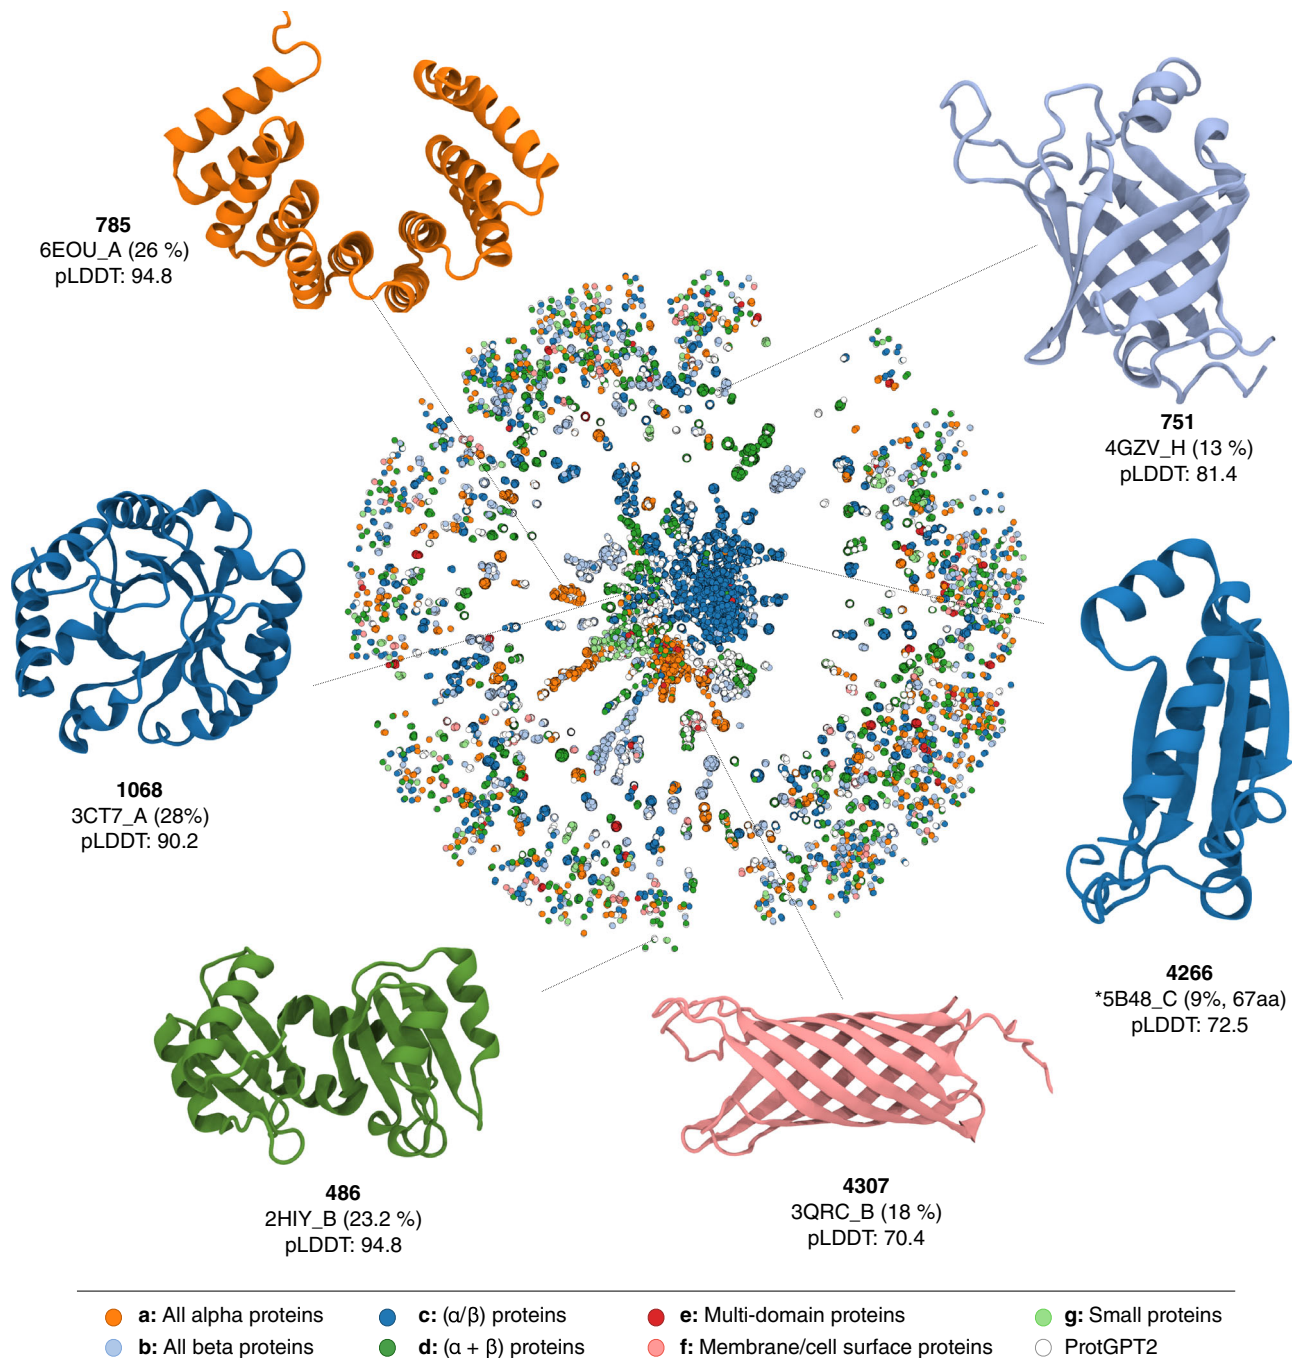 785
6EOU_A (26 %)
pLDDT: 94.8
751
4GZV_H (13 %)
pLDDT: 81.4
1068
3CT7_A (28%)
pLDDT: 90.2
4266
*5B48_C (9%, 67aa)
pLDDT: 72.5
486
2HIY_B (23.2 %)
pLDDT: 94.8
4307
3QRC_B (18 %)
pLDDT: 70.4
a: All alpha proteins
c: (α/β) proteins
e: Multi-domain proteins
g: Small proteins
b: All beta proteins
d: (α + β) proteins
f: Membrane/cell surface proteins
ProtGPT2